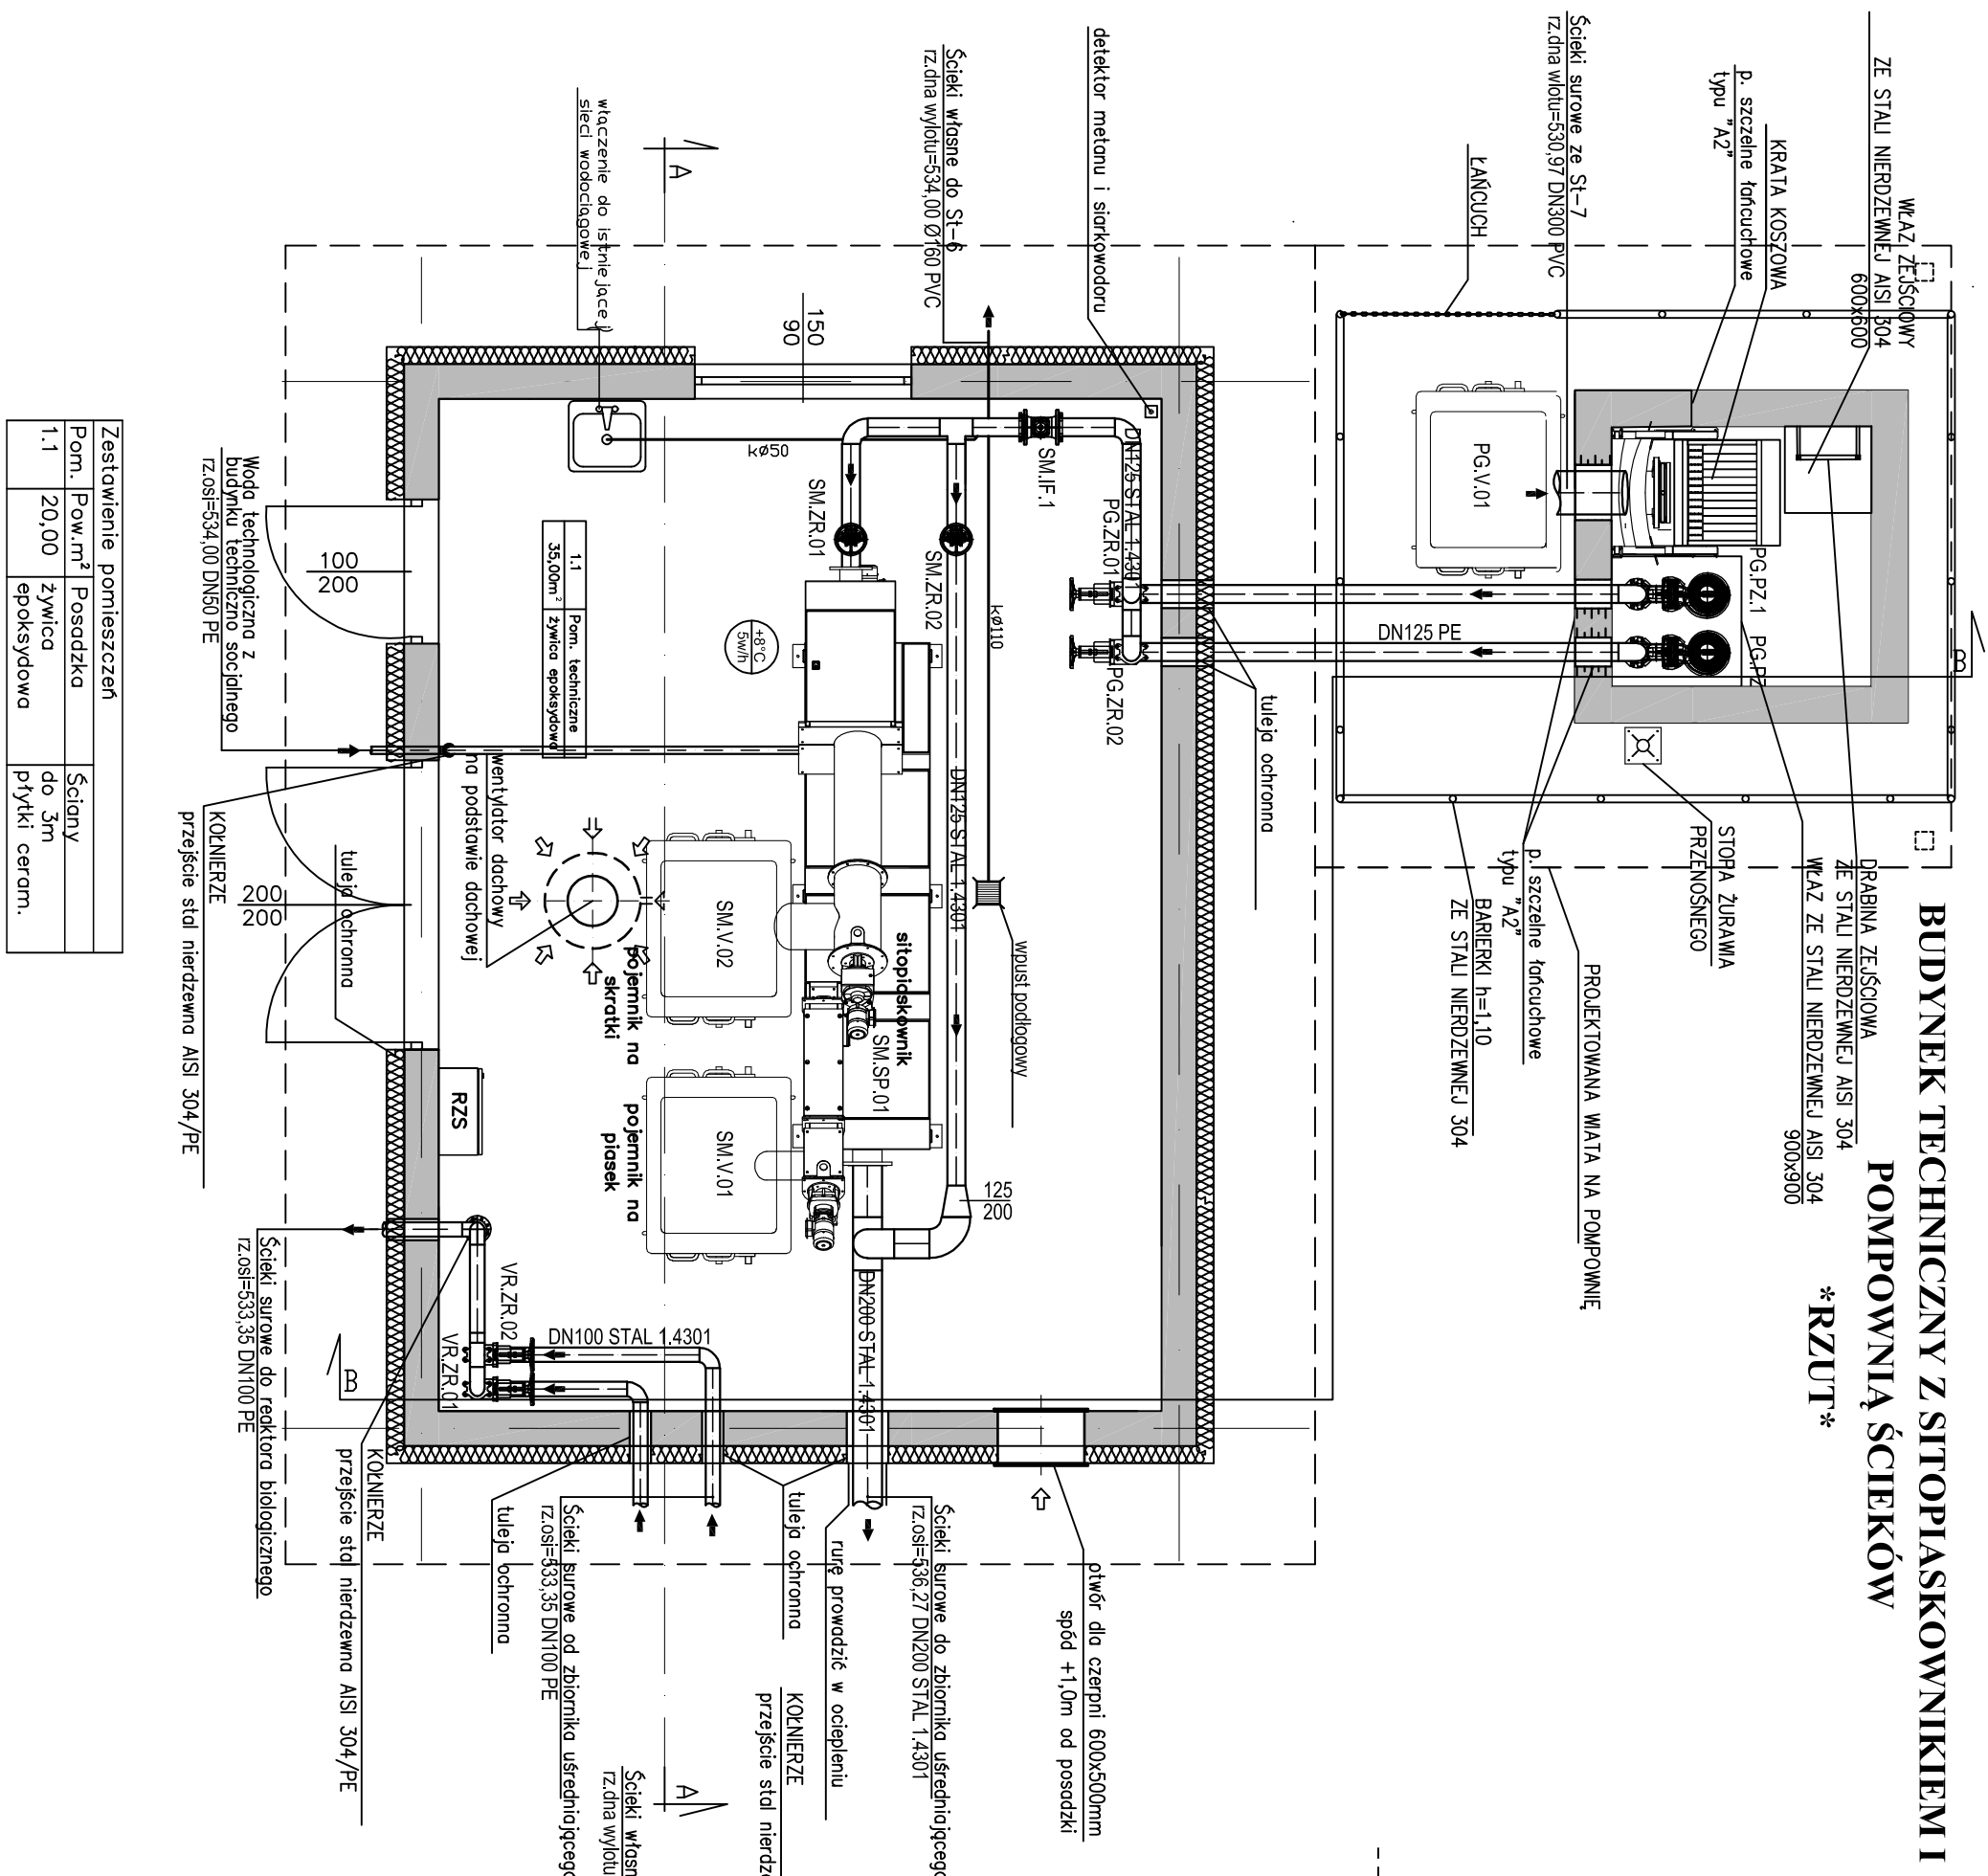 BUDYNEK TECHNICZNY Z SITOPIASKOWNIKIEM I
POMPOWNIĄ ŚCIEKÓW
*RZUT*
WŁAZ ZEJŚCIOWY
ZE STALI NIERDZEWNEJ AISI 304
600x600
KRATA KOSZOWA
p. szczelne łańcuchowe
typu "A2"
Ścieki surowe ze St-7
rz.dna wlotu=530,97 DN300 PVC
ŁAŃCUCH
detektor metanu i siarkowodoru
Ścieki własne do St-6
rz.dna wylotu=534,00 Ø160 PVC
włączenie do istniejącej
sieci wodociągowej
A
PG.V.01
PG.PZ.1
PG.PZ
B
DN125 PE
DRABINA ZEJŚCIOWA
ZE STALI NIERDZEWNEJ AISI 304
WŁAZ ZE STALI NIERDZEWNEJ AISI 304
900x900
STOPA ŻURAWIA
PRZENOŚNEGO
PROJEKTOWANA WIATA NA POMPOWNIĘ
p. szczelne łańcuchowe
typu "A2"
BARIERKI h=1,10
ZE STALI NIERDZEWNEJ 304
tuleja ochronna
DN125 STAL 1.4301
PG.ZR.01
PG.ZR.02
SM.IF.1
SM.ZR.02
SM.ZR.01
kø50
kø110
150
90
wpust podłogowy
DN125 STAL 1.4301
125
200
sitopiaskownik
SM.SP.01
DN200 STAL 1.4301
SM.V.02
SM.V.01
pojemnik na
skratki
pojemnik na
piasek
+8°C
5w/h
1.1
Pom. techniczne
35,00m²
żywica epoksydowa
wentylator dachowy
na podstawie dachowej
100
200
200
200
RZS
tuleja ochronna
KOŁNIERZE
przejście stal nierdzewna AISI 304/PE
Woda technologiczna z
budynku techniczno socjalnego
rz.osi=534,00 DN50 PE
VR.ZR.02
VR.ZR.01
DN100 STAL 1.4301
B
Ścieki surowe do reaktora biologicznego
rz.osi=533,35 DN100 PE
KOŁNIERZE
przejście stal nierdzewna AISI 304/PE
tuleja ochronna
Ścieki surowe od zbiornika uśredniającego
rz.osi=533,35 DN100 PE
tuleja ochronna
rurę prowadzić w ociepleniu
Ścieki surowe do zbiornika uśredniającego
rz.osi=536,27 DN200 STAL 1.4301
otwór dla czerpni 600x500mm
spód +1,0m od posadzki
KOŁNIERZE
przejście stal nierdz
Ścieki własn
rz.dna wylotu
A
Zestawienie pomieszczeń
Pom. Pow.m² Posadzka Ściany
1.1 20,00 żywica do 3m
epoksydowa płytki ceram.